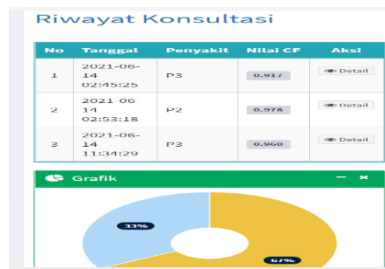 Riwayat Konsultasi
No Tanggal Penyakit Nilai CF Aksi
1 2021-06-14 02:45:25 P3 0.917 Detail
2 2021-06-14 02:53:18 P2 0.978 Detail
3 2021-06-14 11:34:29 P3 0.960 Detail
Grafik
33%
67%